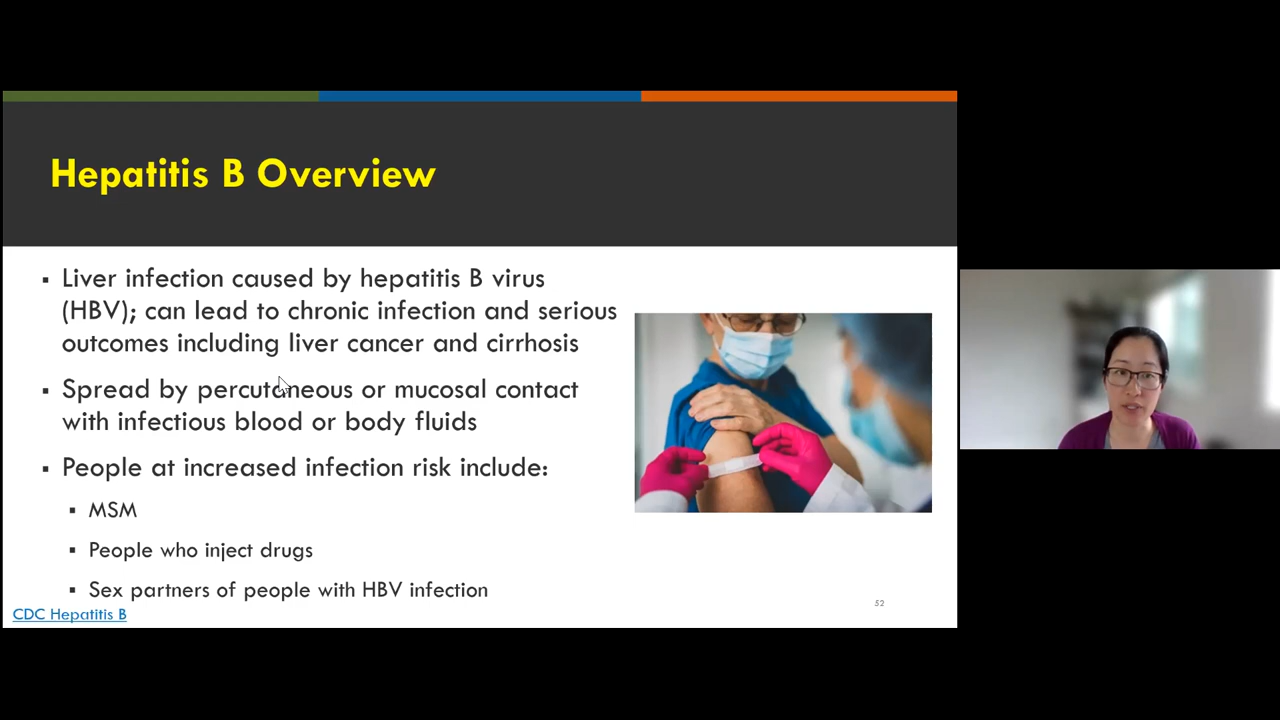 Hepatitis B Overview
▪ Liver infection caused by hepatitis B virus
(HBV); can lead to chronic infection and serious
outcomes including liver cancer and cirrhosis
▪ Spread by percutaneous or mucosal contact
with infectious blood or body fluids
▪ People at increased infection risk include:
▪ MSM
▪ People who inject drugs
▪ Sex partners of people with HBV infection
CDC Hepatitis B
52